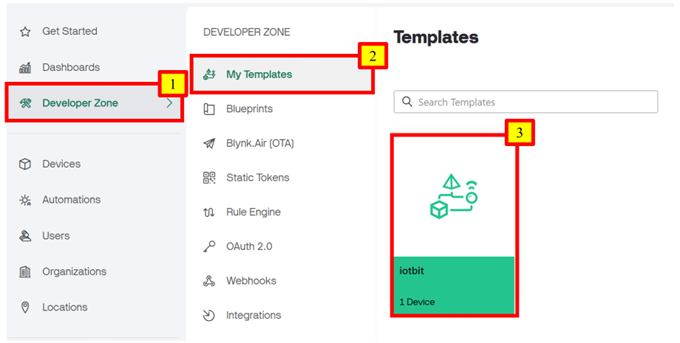 Get Started
Dashboards
1
Developer Zone
Devices
Automations
Users
Organizations
Locations
DEVELOPER ZONE
2
My Templates
Blueprints
Blynk.Air (OTA)
Static Tokens
Rule Engine
OAuth 2.0
Webhooks
Integrations
Templates
Search Templates
3
iotbit
1 Device